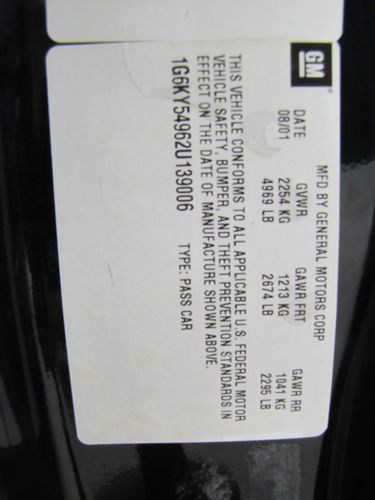 GM
MFD BY GENERAL MOTORS CORP
DATE GVWR GAWR FRT GAWR RR
08/01 2254 KG 1213 KG 1041 KG
4969 LB 2674 LB 2295 LB
THIS VEHICLE CONFORMS TO ALL APPLICABLE U.S. FEDERAL MOTOR
VEHICLE SAFETY, BUMPER, AND THEFT PREVENTION STANDARDS IN
EFFECT ON THE DATE OF MANUFACTURE SHOWN ABOVE.
1G6KY54962U139006 TYPE: PASS CAR